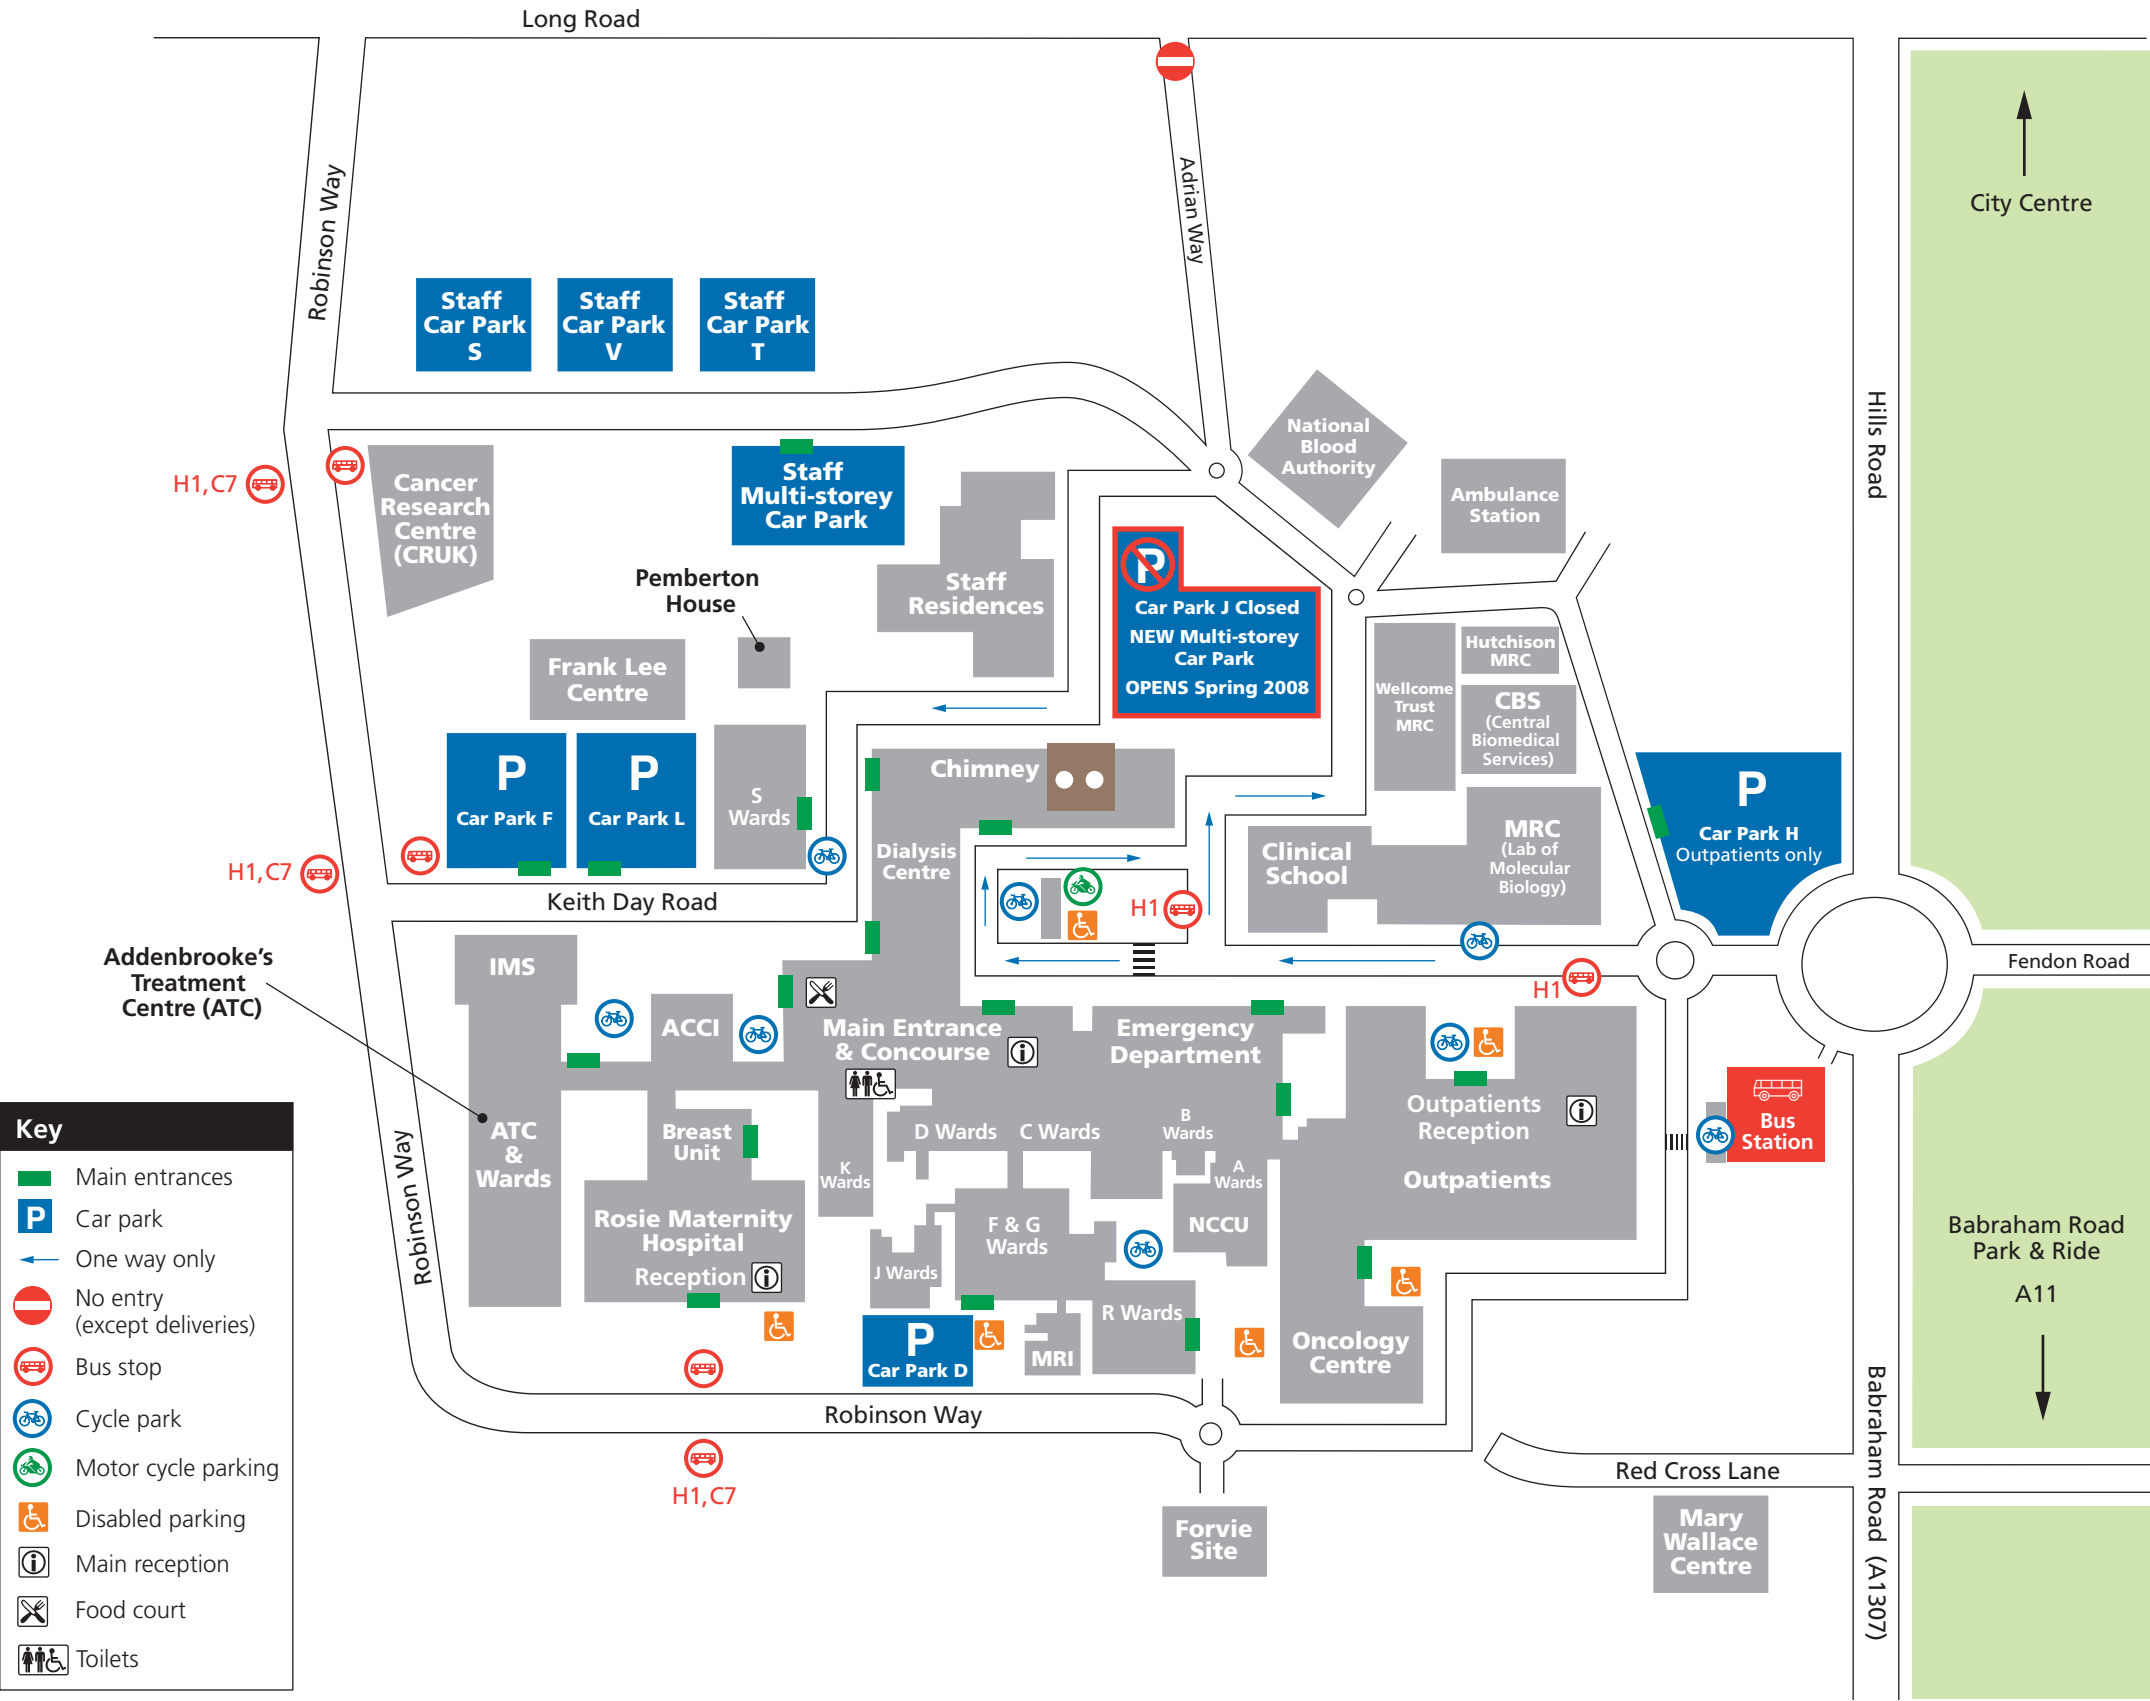 Long Road
Robinson Way
Adrian Way
City Centre
Staff
Car Park
S
Staff
Car Park
V
Staff
Car Park
T
Hills Road
National
Blood
Authority
Ambulance
Station
H1,C7
Cancer
Research
Centre
(CRUK)
Staff
Multi-storey
Car Park
Pemberton
House
Staff
Residences
P
Car Park J Closed
NEW Multi-storey
Car Park
OPENS Spring 2008
Hutchison
MRC
Wellcome
Trust
MRC
CBS
(Central
Biomedical
Services)
Frank Lee
Centre
P
Car Park F
P
Car Park L
S
Wards
Chimney
P
Car Park H
Outpatients only
MRC
(Lab of
Molecular
Biology)
Clinical
School
Dialysis
Centre
H1,C7
Keith Day Road
H1
Addenbrooke's
Treatment
Centre (ATC)
IMS
Fendon Road
H1
ACCI
Main Entrance
& Concourse
Emergency
Department
Outpatients
Reception
Outpatients
Bus
Station
ATC
&
Wards
Breast
Unit
D Wards
C Wards
B
Wards
A
Wards
K
Wards
Robinson Way
Rosie Maternity
Hospital
Reception
F & G
Wards
NCCU
J Wards
R Wards
Babraham Road
Park & Ride
A11
P
Car Park D
MRI
Oncology
Centre
Robinson Way
H1,C7
Red Cross Lane
Babraham Road (A1307)
Forvie
Site
Mary
Wallace
Centre
Key
Main entrances
P
Car park
One way only
No entry
(except deliveries)
Bus stop
Cycle park
Motor cycle parking
Disabled parking
Main reception
Food court
Toilets